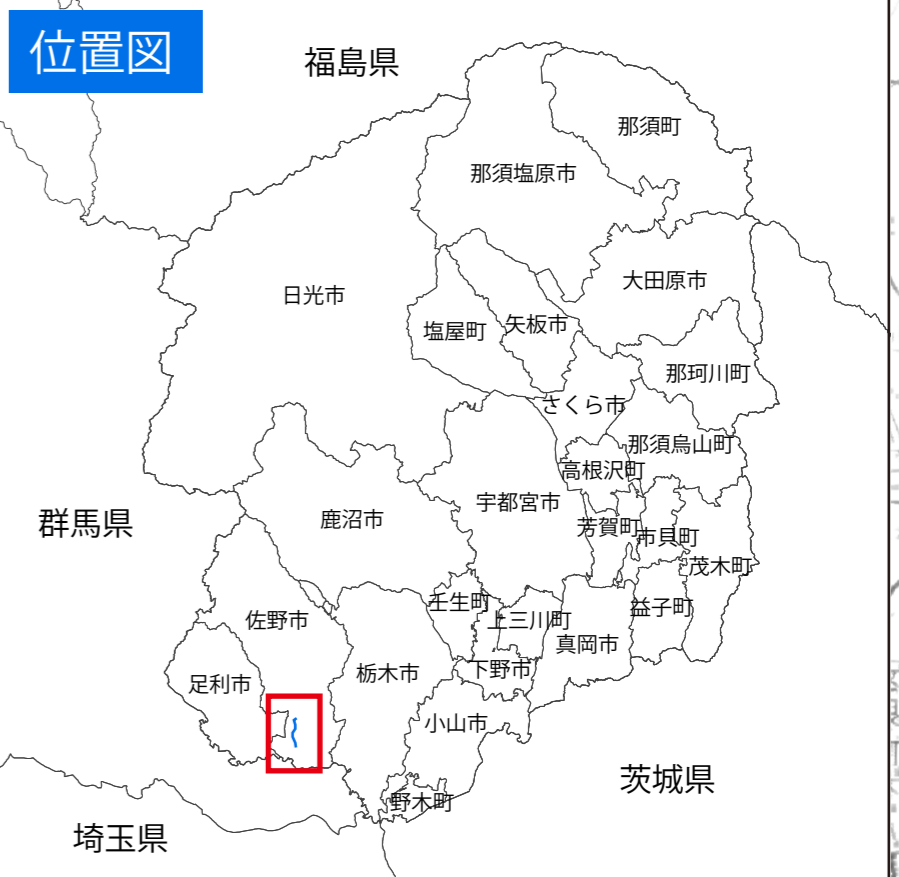 位置図
福島県
那須町
那須塩原市
大田原市
日光市
塩屋町
矢板市
那珂川町
さくら市
那須烏山町
高根沢町
宇都宮市
鹿沼市
群馬県
芳賀町
市貝町
茂木町
壬生町
益子町
上三川町
佐野市
真岡市
下野市
栃木市
足利市
小山市
茨城県
野木町
埼玉県